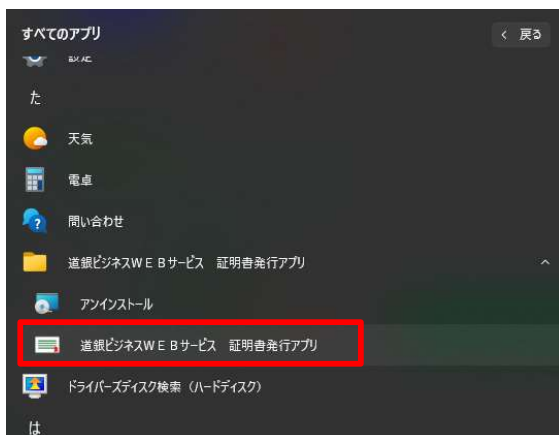 すべてのアプリ
戻る
設定
た
天気
電卓
問い合わせ
道銀ビジネスＷＥＢサービス　証明書発行アプリ
アンインストール
道銀ビジネスＷＥＢサービス　証明書発行アプリ
ドライバーズディスク検索（ハードディスク）
は